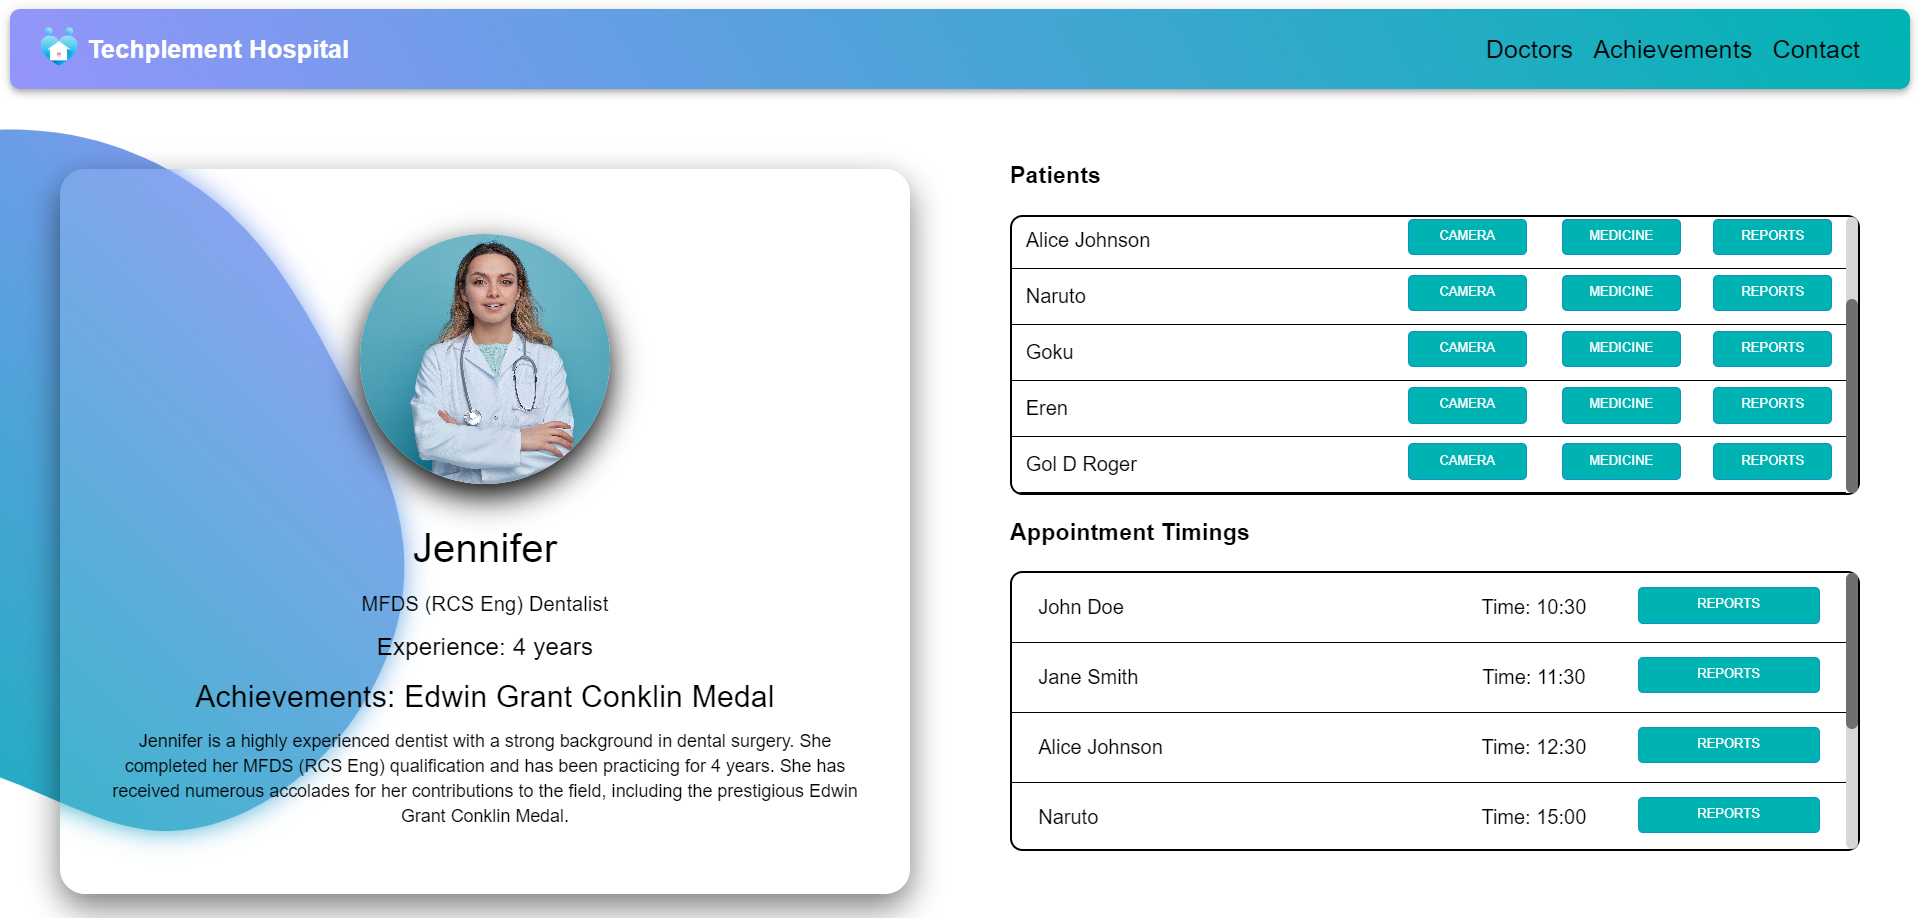 Techplement Hospital
Doctors Achievements Contact
Jennifer
MFDS (RCS Eng) Dentalist
Experience: 4 years
Achievements: Edwin Grant Conklin Medal
Jennifer is a highly experienced dentist with a strong background in dental surgery. She
completed her MFDS (RCS Eng) qualification and has been practicing for 4 years. She has
received numerous accolades for her contributions to the field, including the prestigious Edwin
Grant Conklin Medal.
Patients
Alice Johnson CAMERA MEDICINE REPORTS
Naruto CAMERA MEDICINE REPORTS
Goku CAMERA MEDICINE REPORTS
Eren CAMERA MEDICINE REPORTS
Gol D Roger CAMERA MEDICINE REPORTS
Appointment Timings
John Doe Time: 10:30 REPORTS
Jane Smith Time: 11:30 REPORTS
Alice Johnson Time: 12:30 REPORTS
Naruto Time: 15:00 REPORTS